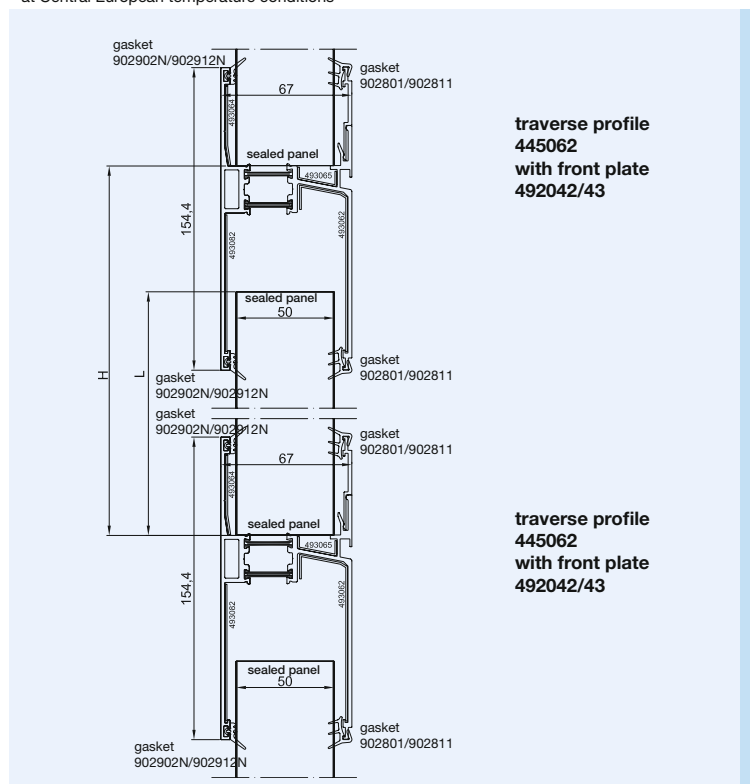 at Central European temperature conditions
gasket
902902N/902912N
gasket
902801/902811
67
493064
sealed panel
traverse profile
445062
with front plate
492042/43
493065
154,4
493082
493062
sealed panel
50
H
L
gasket
902902N/902912N
gasket
902801/902811
gasket
902902N/902912N
gasket
902801/902811
67
493064
sealed panel
traverse profile
445062
with front plate
492042/43
493065
154,4
493082
493062
sealed panel
50
gasket
902902N/902912N
gasket
902801/902811